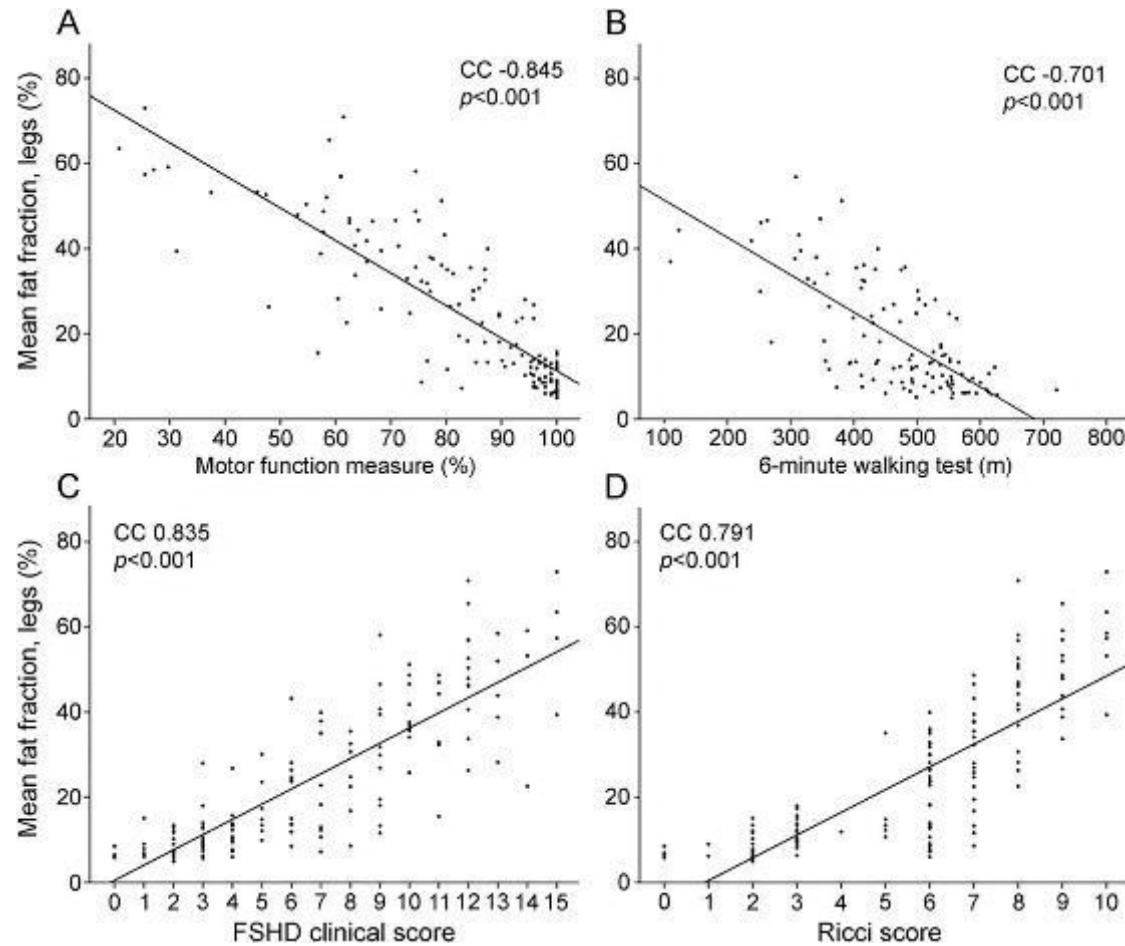 A
B
CC -0.845
p<0.001
CC -0.701
p<0.001
Mean fat fraction, legs (%)
80
60
40
20
0
80
60
40
20
0
20 30 40 50 60 70 80 90 100
100 200 300 400 500 600 700 800
Motor function measure (%)
6-minute walking test (m)
C
D
CC 0.835
p<0.001
CC 0.791
p<0.001
Mean fat fraction, legs (%)
80
60
40
20
0
80
60
40
20
0
0 1 2 3 4 5 6 7 8 9 10 11 12 13 14 15
0 1 2 3 4 5 6 7 8 9 10
FSHD clinical score
Ricci score